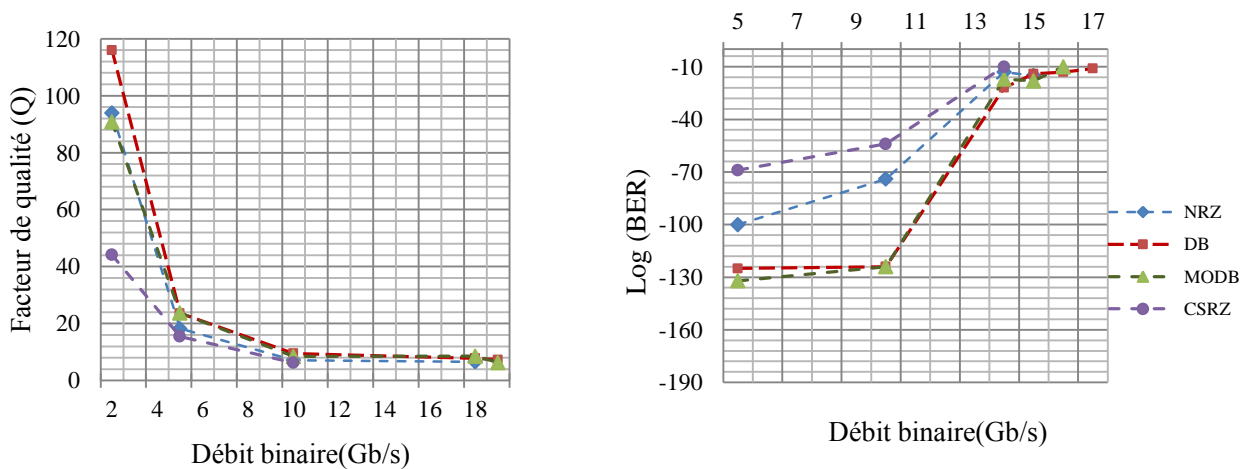 Facteur de qualité (Q)
120
100
80
60
40
20
0
2 4 6 8 10 12 14 16 18
Débit binaire(Gb/s)
5 7 9 11 13 15 17
Log (BER)
-10
-40
-70
-100
-130
-160
-190
Débit binaire(Gb/s)
NRZ
DB
MODB
CSRZ